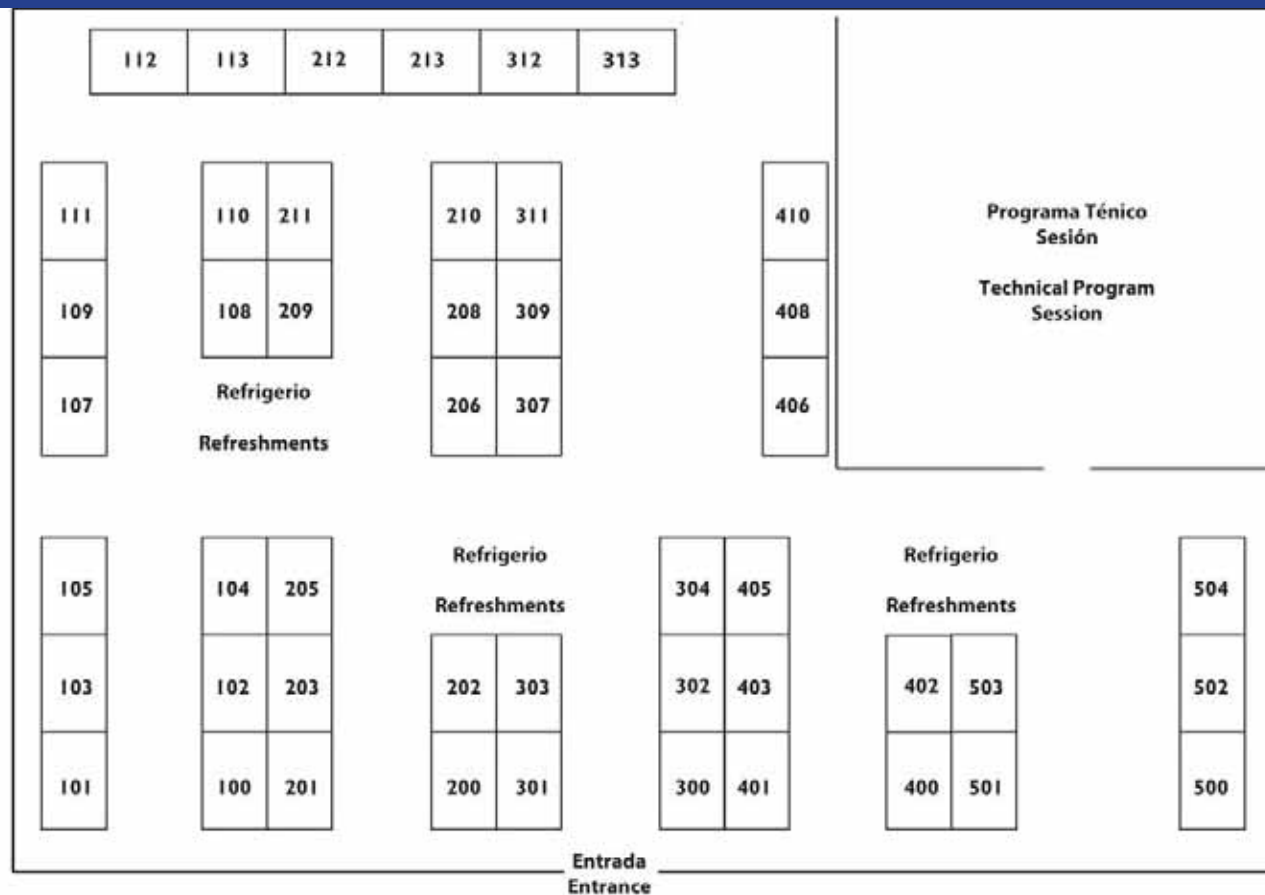 112 113 212 213 312 313
111 110 211 210 311 410
Programa Ténico
Sesión
109 108 209 208 309 408
Technical Program
Session
107 206 307 406
Refrigerio
Refreshments
105 104 205 304 405 504
Refrigerio
Refreshments
Refrigerio
Refreshments
103 102 203 202 303 302 403 402 503 502
101 100 201 200 301 300 401 400 501 500
Entrada
Entrance